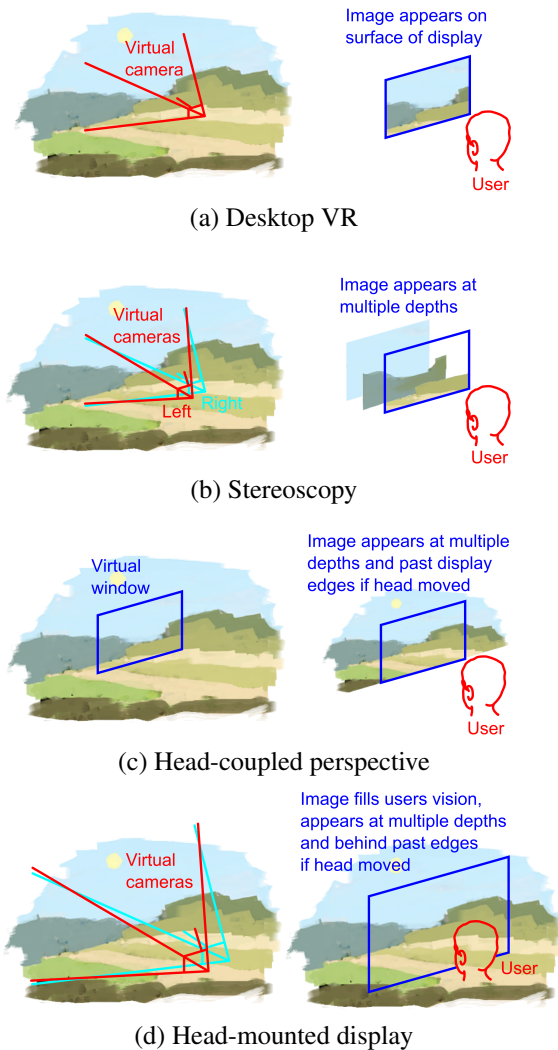 Virtual
camera
Image appears on
surface of display
User
(a) Desktop VR
Virtual
cameras
Left
Right
Image appears at
multiple depths
User
(b) Stereoscopy
Virtual
window
Image appears at multiple
depths and past display
edges if head moved
User
(c) Head-coupled perspective
Virtual
cameras
Image fills users vision,
appears at multiple depths
and behind past edges
if head moved
User
(d) Head-mounted display